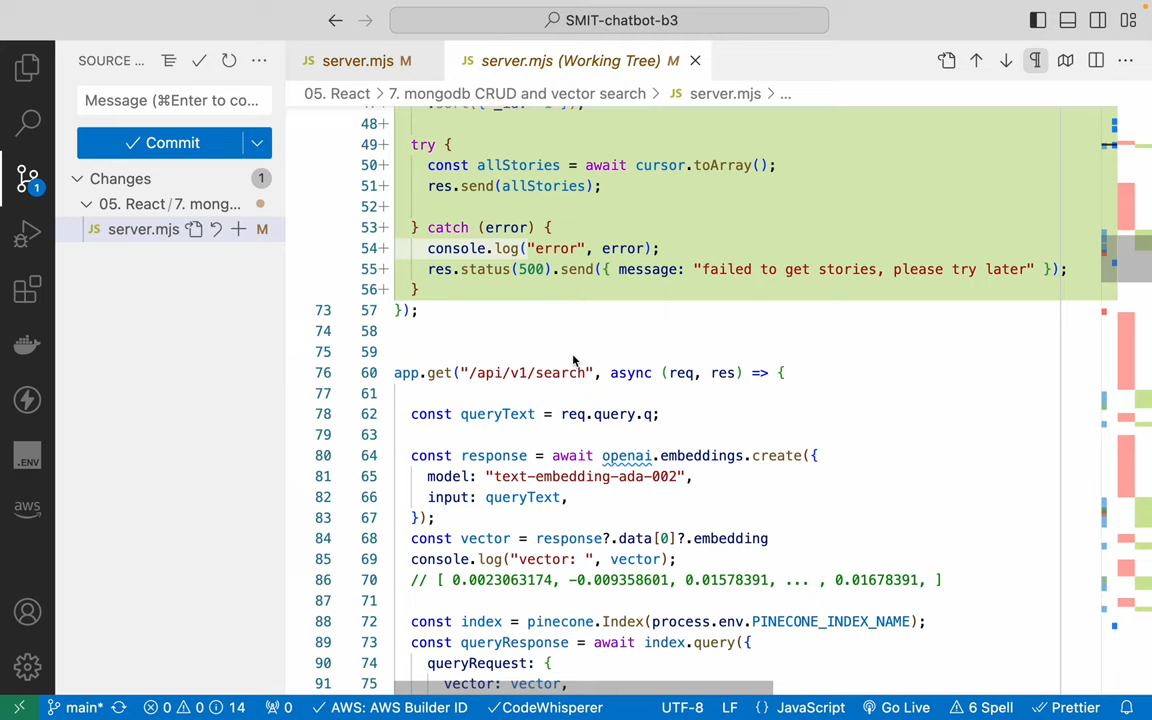 SMIT-chatbot-b3
SOURCE ...
JS server.mjs M
JS server.mjs (Working Tree) M
05. React > 7. mongodb CRUD and vector search > JS server.mjs > ...
Message (⌘Enter to co...
Commit
Changes 1
05. React / 7. mong...
JS server.mjs M
1
.ENV
aws
48+
49+ try {
50+ const allStories = await cursor.toArray();
51+ res.send(allStories);
52+
53+ } catch (error) {
54+ console.log("error", error);
55+ res.status(500).send({ message: "failed to get stories, please try later" });
56+ }
73 57 });
74 58
75 59
76 60 app.get("/api/v1/search", async (req, res) => {
77 61
78 62 const queryText = req.query.q;
79 63
80 64 const response = await openai.embeddings.create({
81 65 model: "text-embedding-ada-002",
82 66 input: queryText,
83 67 });
84 68 const vector = response?.data[0]?.embedding
85 69 console.log("vector: ", vector);
86 70 // [ 0.0023063174, -0.009358601, 0.01578391, ... , 0.01678391, ]
87 71
88 72 const index = pinecone.Index(process.env.PINECONE_INDEX_NAME);
89 73 const queryResponse = await index.query({
90 74 queryRequest: {
91 75 vector: vector,
main* 0 0 14 0 AWS: AWS Builder ID CodeWhisperer UTF-8 LF {} JavaScript Go Live 6 Spell Prettier